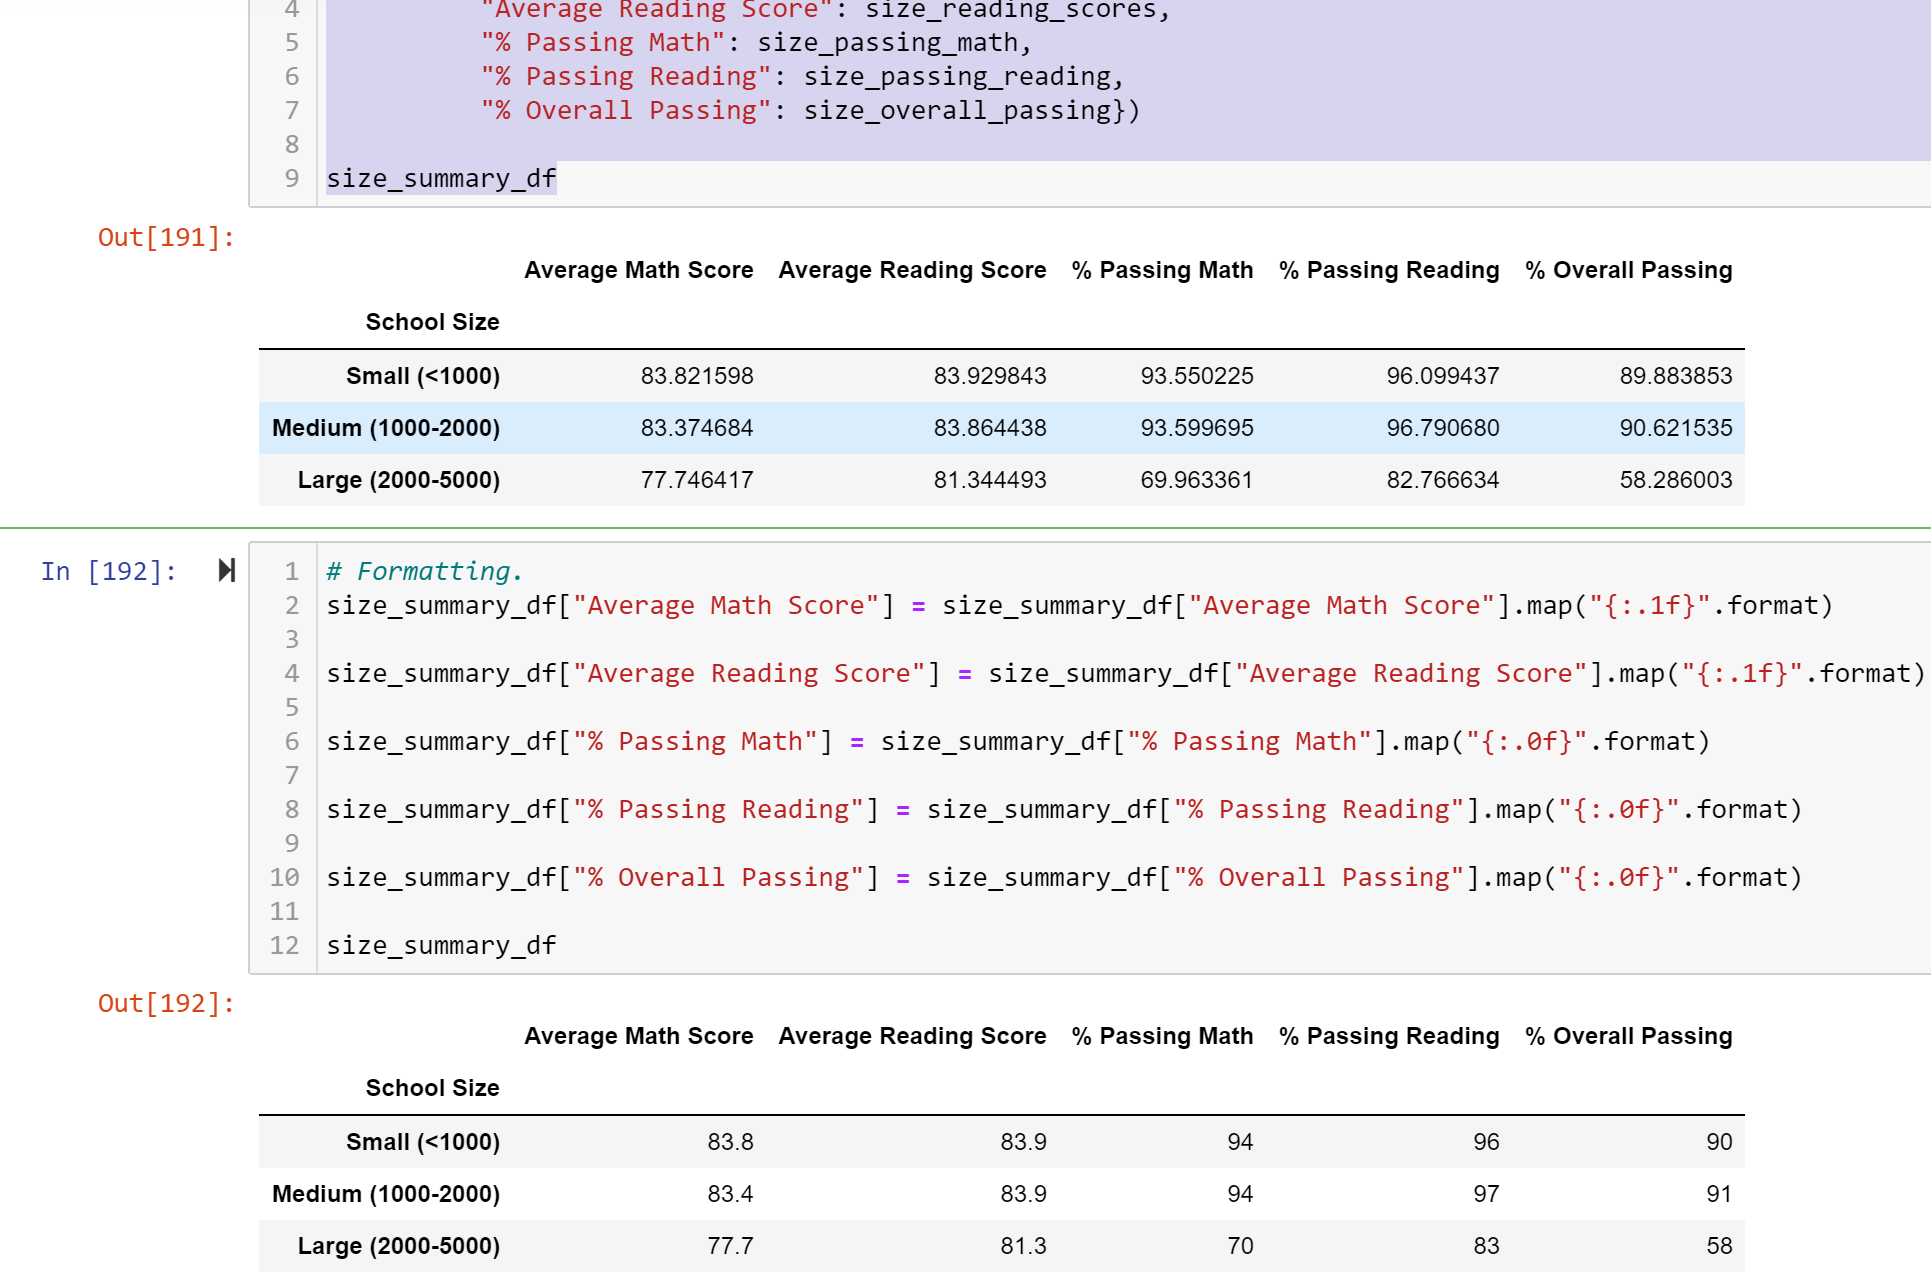 4 "Average Reading Score": size_reading_scores,
5 "% Passing Math": size_passing_math,
6 "% Passing Reading": size_passing_reading,
7 "% Overall Passing": size_overall_passing})
8
9 size_summary_df
Out[191]:
Average Math Score Average Reading Score % Passing Math % Passing Reading % Overall Passing
School Size
Small (<1000) 83.821598 83.929843 93.550225 96.099437 89.883853
Medium (1000-2000) 83.374684 83.864438 93.599695 96.790680 90.621535
Large (2000-5000) 77.746417 81.344493 69.963361 82.766634 58.286003
In [192]: 1 # Formatting.
2 size_summary_df["Average Math Score"] = size_summary_df["Average Math Score"].map("{:.1f}".format)
3
4 size_summary_df["Average Reading Score"] = size_summary_df["Average Reading Score"].map("{:.1f}".format)
5
6 size_summary_df["% Passing Math"] = size_summary_df["% Passing Math"].map("{:.0f}".format)
7
8 size_summary_df["% Passing Reading"] = size_summary_df["% Passing Reading"].map("{:.0f}".format)
9
10 size_summary_df["% Overall Passing"] = size_summary_df["% Overall Passing"].map("{:.0f}".format)
11
12 size_summary_df
Out[192]:
Average Math Score Average Reading Score % Passing Math % Passing Reading % Overall Passing
School Size
Small (<1000) 83.8 83.9 94 96 90
Medium (1000-2000) 83.4 83.9 94 97 91
Large (2000-5000) 77.7 81.3 70 83 58